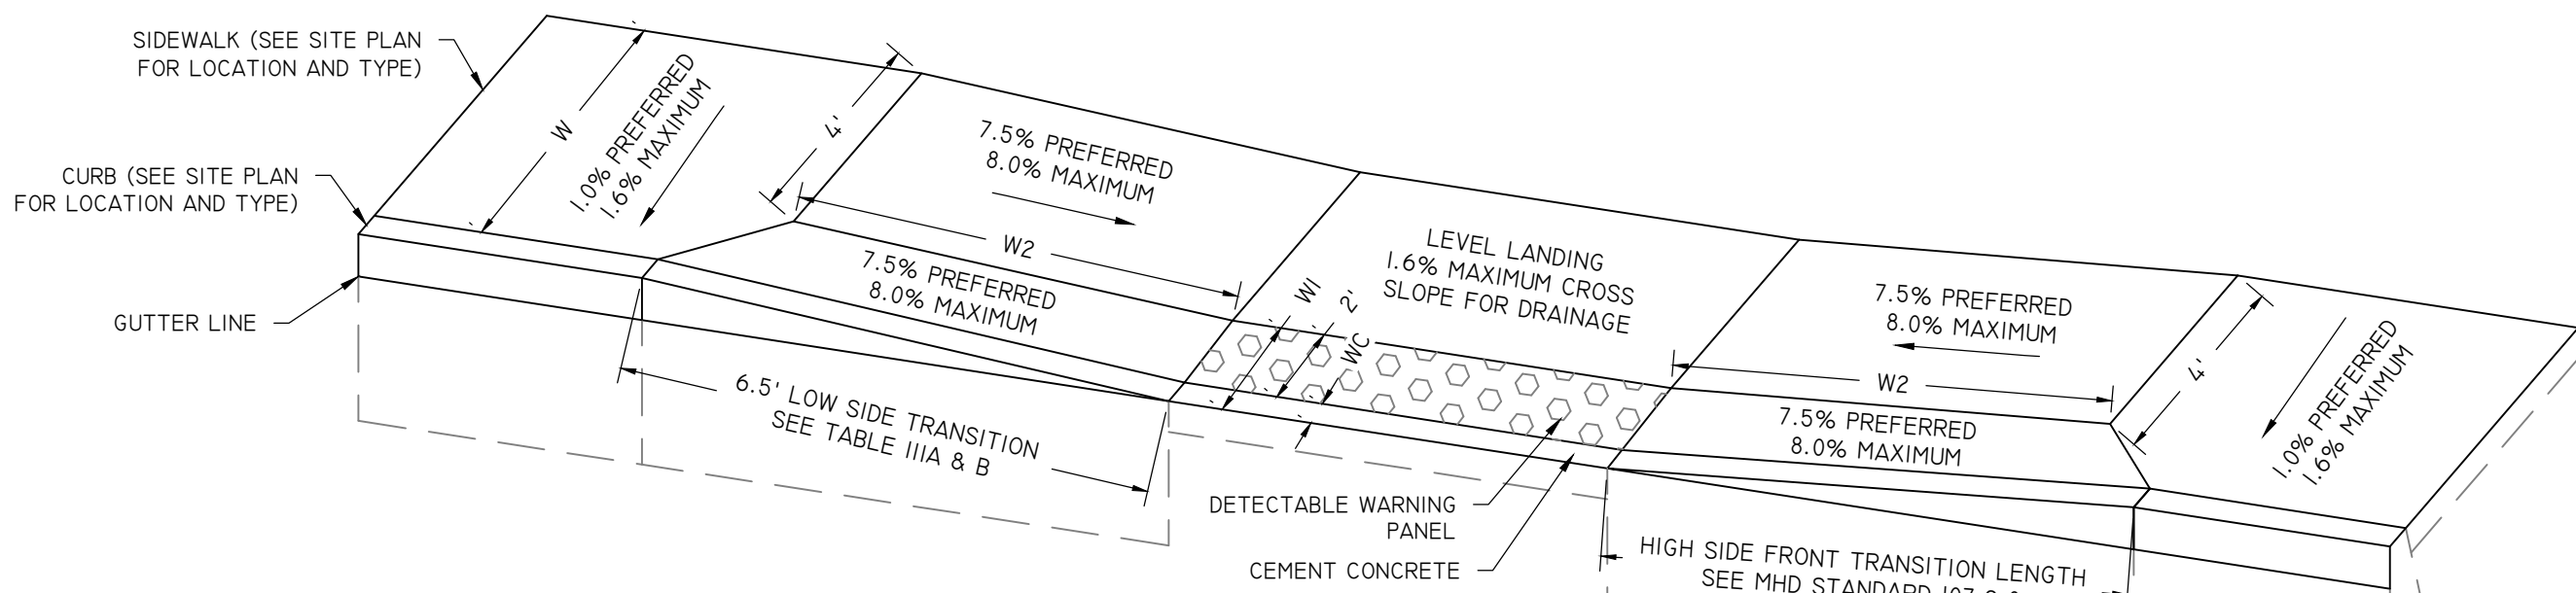 SIDEWALK (SEE SITE PLAN
FOR LOCATION AND TYPE)
CURB (SEE SITE PLAN
FOR LOCATION AND TYPE)
GUTTER LINE
W
1.0% PREFERRED
1.6% MAXIMUM
4'
7.5% PREFERRED
8.0% MAXIMUM
W2
7.5% PREFERRED
8.0% MAXIMUM
6.5' LOW SIDE TRANSITION
SEE TABLE IIIA & B
LEVEL LANDING
1.6% MAXIMUM CROSS
SLOPE FOR DRAINAGE
W1
2'
WC
DETECTABLE WARNING
PANEL
CEMENT CONCRETE
7.5% PREFERRED
8.0% MAXIMUM
W2
7.5% PREFERRED
8.0% MAXIMUM
4'
1.0% PREFERRED
1.6% MAXIMUM
HIGH SIDE FRONT TRANSITION LENGTH
SEE MHD STANDARD